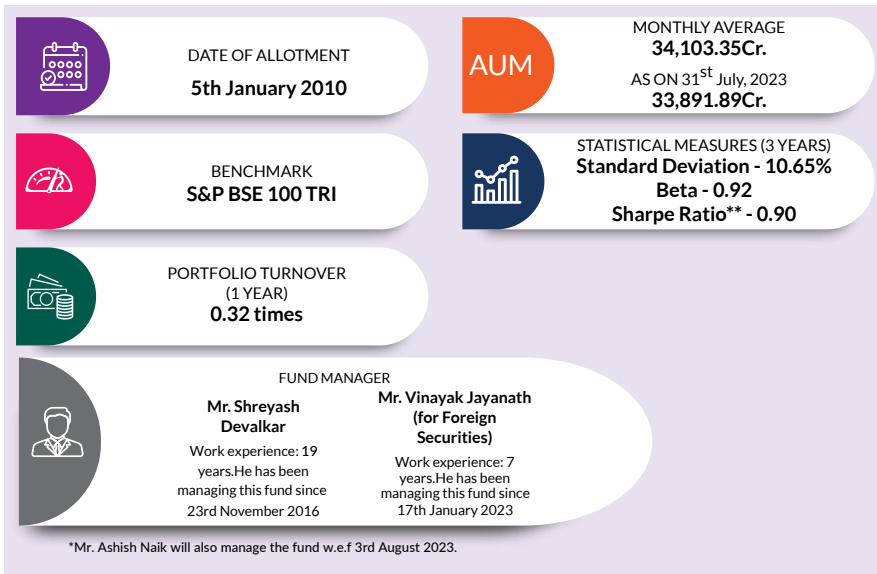 DATE OF ALLOTMENT
5th January 2010
AUM
MONTHLY AVERAGE
34,103.35Cr.
AS ON 31st July, 2023
33,891.89Cr.
BENCHMARK
S&P BSE 100 TRI
STATISTICAL MEASURES (3 YEARS)
Standard Deviation - 10.65%
Beta - 0.92
Sharpe Ratio** - 0.90
PORTFOLIO TURNOVER
(1 YEAR)
0.32 times
FUND MANAGER
Mr. Shreyash
Devalkar
Work experience: 19
years.He has been
managing this fund since
23rd November 2016
Mr. Vinayak Jayanath
(for Foreign
Securities)
Work experience: 7
years.He has been
managing this fund since
17th January 2023
*Mr. Ashish Naik will also manage the fund w.e.f 3rd August 2023.